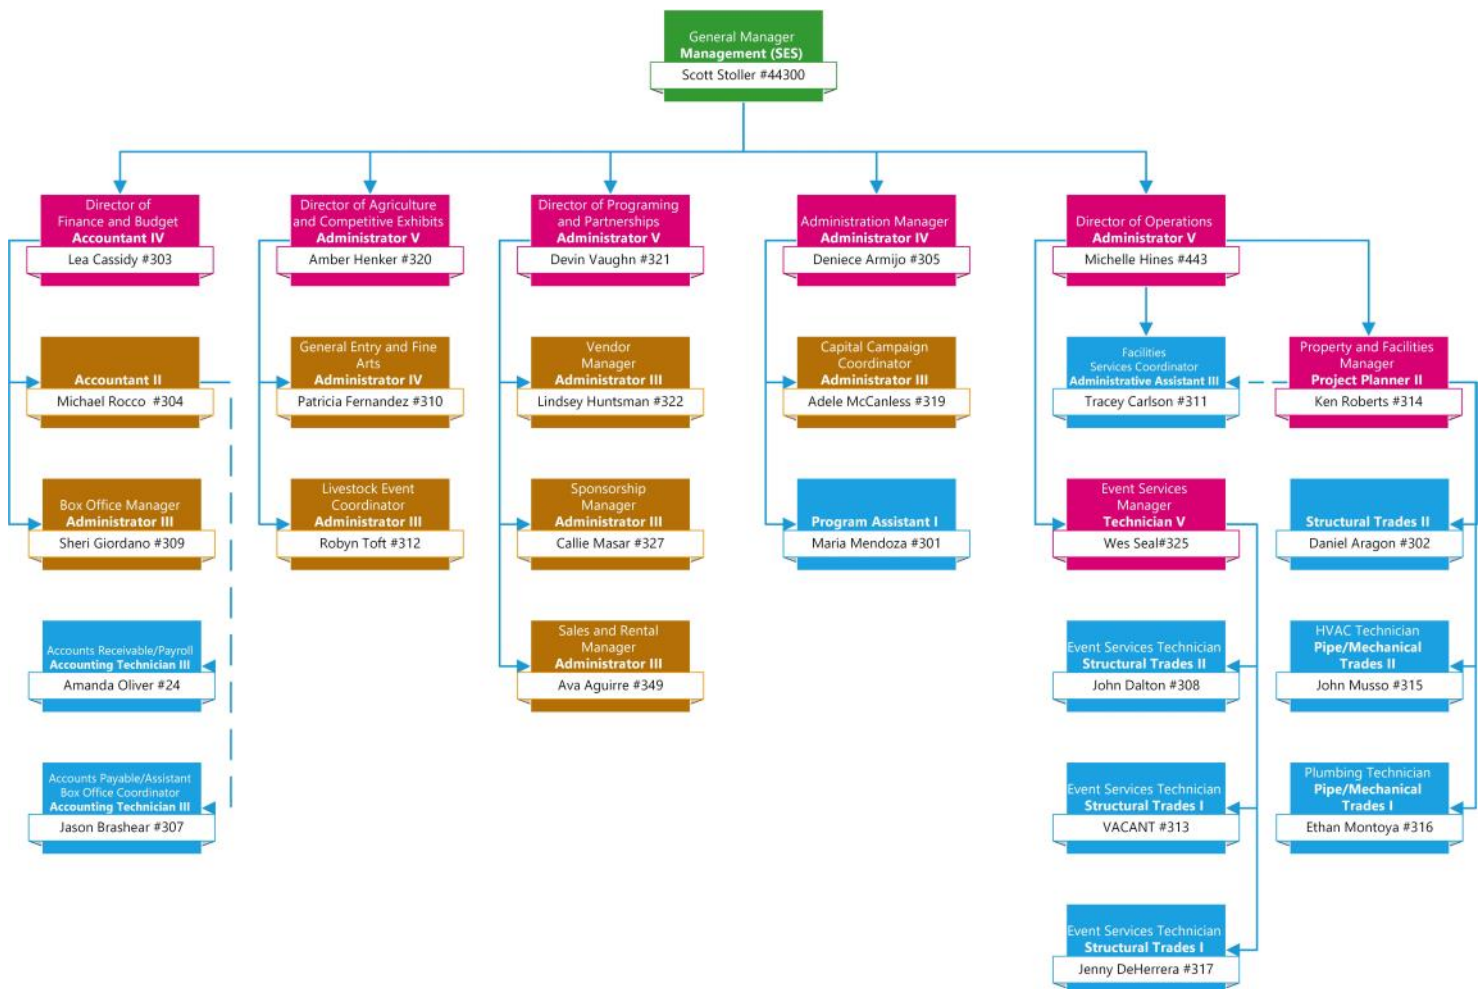 General Manager
Management (SES)
Scott Stoller #44300
Director of
Finance and Budget
Accountant IV
Lea Cassidy #303
Director of Agriculture
and Competitive Exhibits
Administrator V
Amber Henker #320
Director of Programing
and Partnerships
Administrator V
Devin Vaughn #321
Administration Manager
Administrator IV
Deniece Armijo #305
Director of Operations
Administrator V
Michelle Hines #443
Accountant II
Michael Rocco #304
General Entry and Fine
Arts
Administrator IV
Patricia Fernandez #310
Vendor
Manager
Administrator III
Lindsey Huntsman #322
Capital Campaign
Coordinator
Administrator III
Adele McCanless #319
Facilities
Services Coordinator
Administrative Assistant III
Tracey Carlson #311
Property and Facilities
Manager
Project Planner II
Ken Roberts #314
Box Office Manager
Administrator III
Sheri Giordano #309
Livestock Event
Coordinator
Administrator III
Robyn Toft #312
Sponsorship
Manager
Administrator III
Callie Masar #327
Program Assistant I
Maria Mendoza #301
Event Services
Manager
Technician V
Wes Seal#325
Structural Trades II
Daniel Aragon #302
Accounts Receivable/Payroll
Accounting Technician III
Amanda Oliver #24
Sales and Rental
Manager
Administrator III
Ava Aguirre #349
Event Services Technician
Structural Trades II
John Dalton #308
HVAC Technician
Pipe/Mechanical
Trades II
John Musso #315
Accounts Payable/Assistant
Box Office Coordinator
Accounting Technician III
Jason Brashear #307
Event Services Technician
Structural Trades I
VACANT #313
Plumbing Technician
Pipe/Mechanical
Trades I
Ethan Montoya #316
Event Services Technician
Structural Trades I
Jenny DeHerrera #317